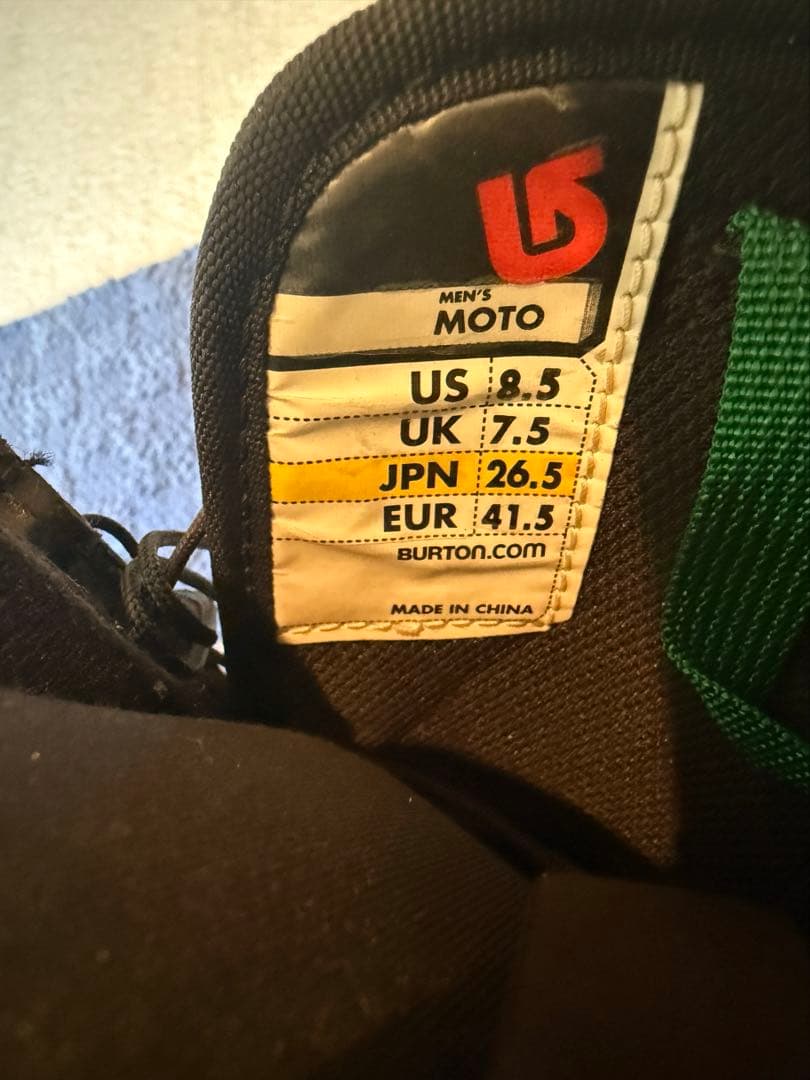 MEN'S
MOTO
US 8.5
UK 7.5
JPN 26.5
EUR 41.5
BURTON.COM
MADE IN CHINA